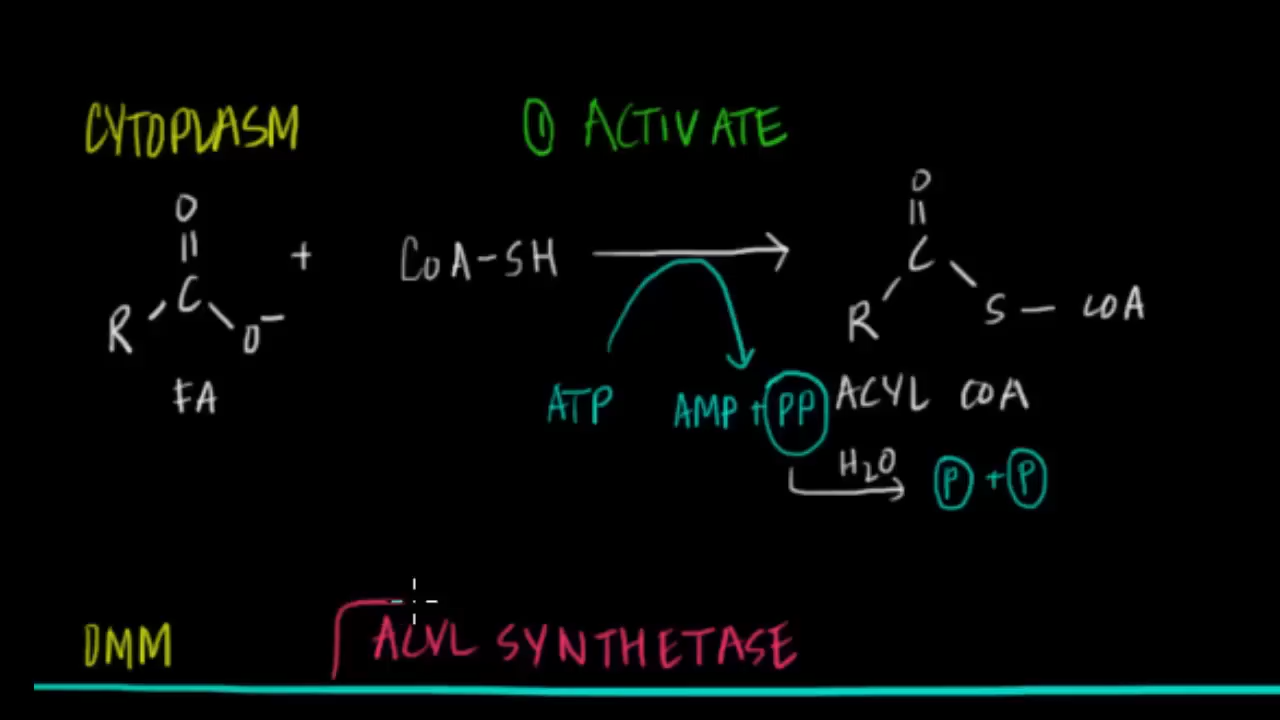 CYTOPLASM ① ACTIVATE
O O
|| ||
C + CoA-SH C
R O⁻ R S — COA
FA ATP AMP + PP ACYL COA
H₂O P + P
OMM ACYL SYNTHETASE